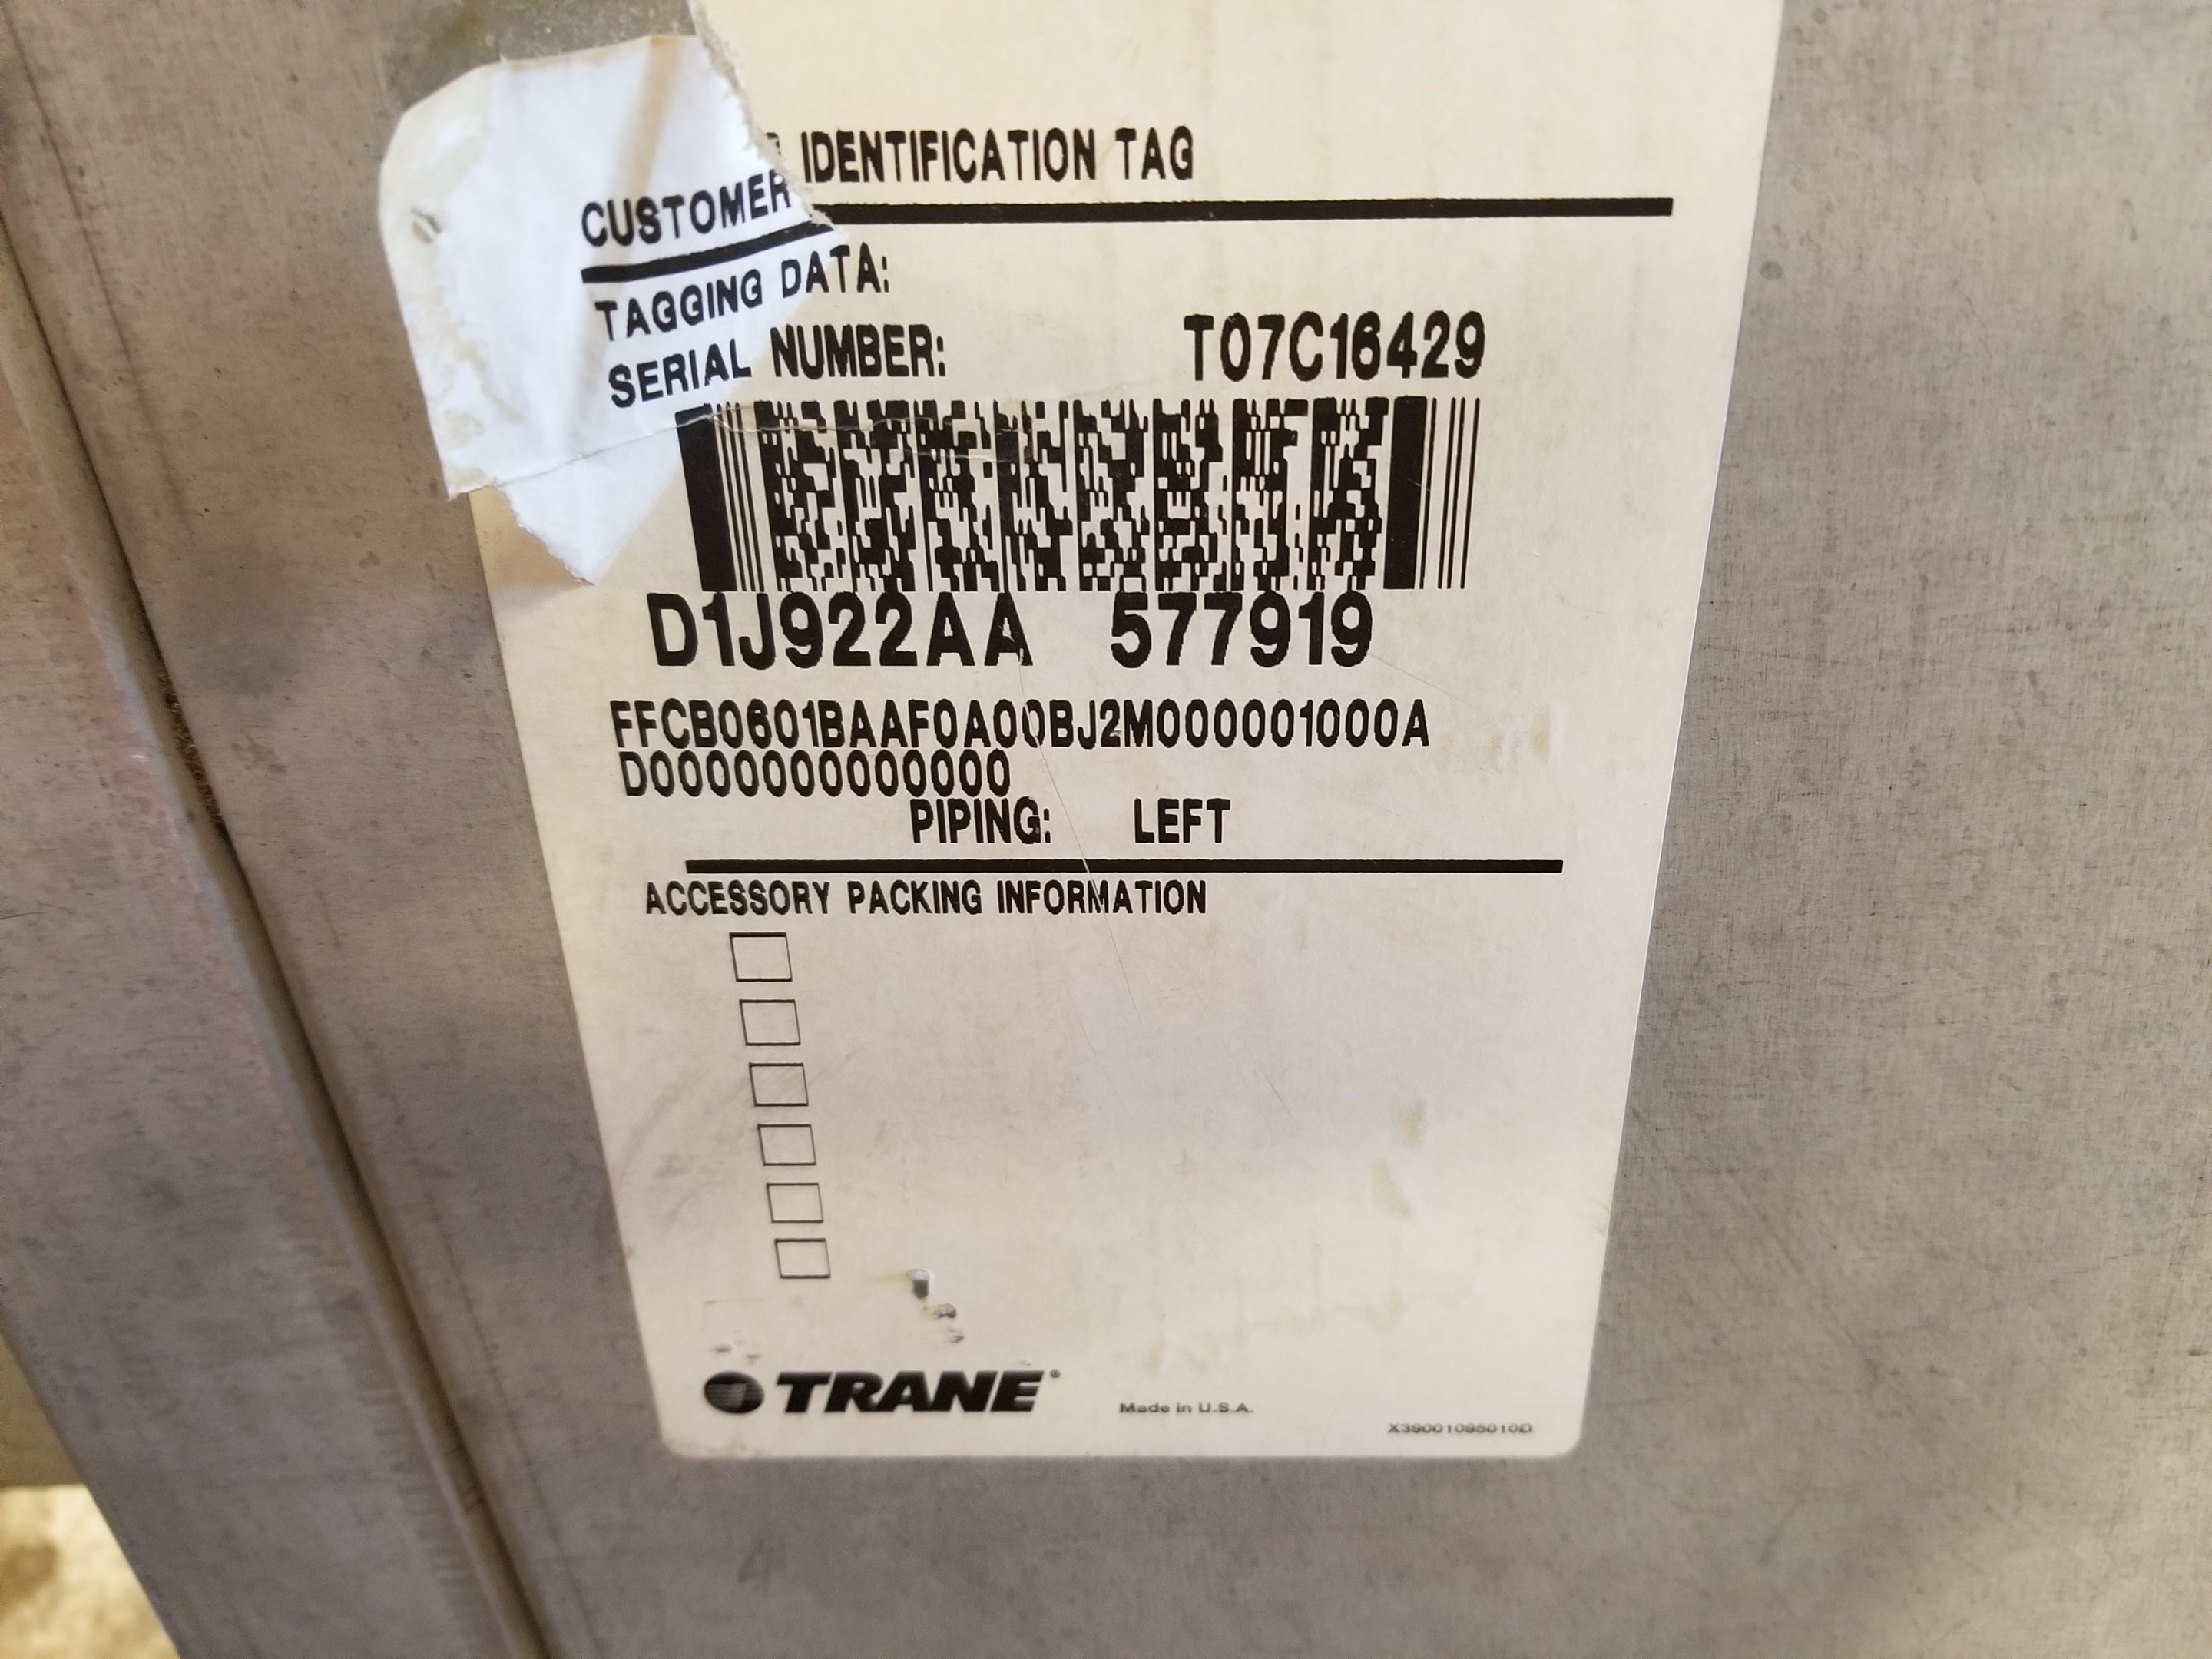 CUSTOMER IDENTIFICATION TAG
TAGGING DATA:
SERIAL NUMBER: T07C16429
D1J922AA 577919
FFCB0601BAAF0A00BJ2M000001000A
D0000000000000
PIPING: LEFT
ACCESSORY PACKING INFORMATION
TRANE®
Made in U.S.A.
X39001095010D